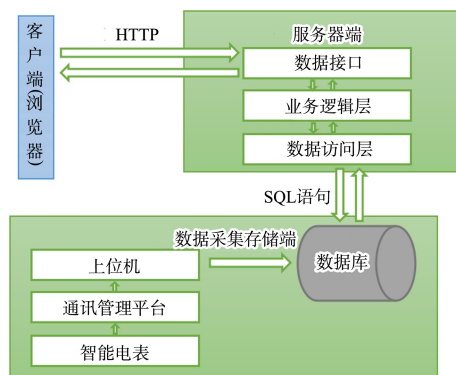 客户端(浏览器)
HTTP
服务器端
数据接口
业务逻辑层
数据访问层
SQL语句
数据采集存储端
上位机
通讯管理平台
智能电表
数据库